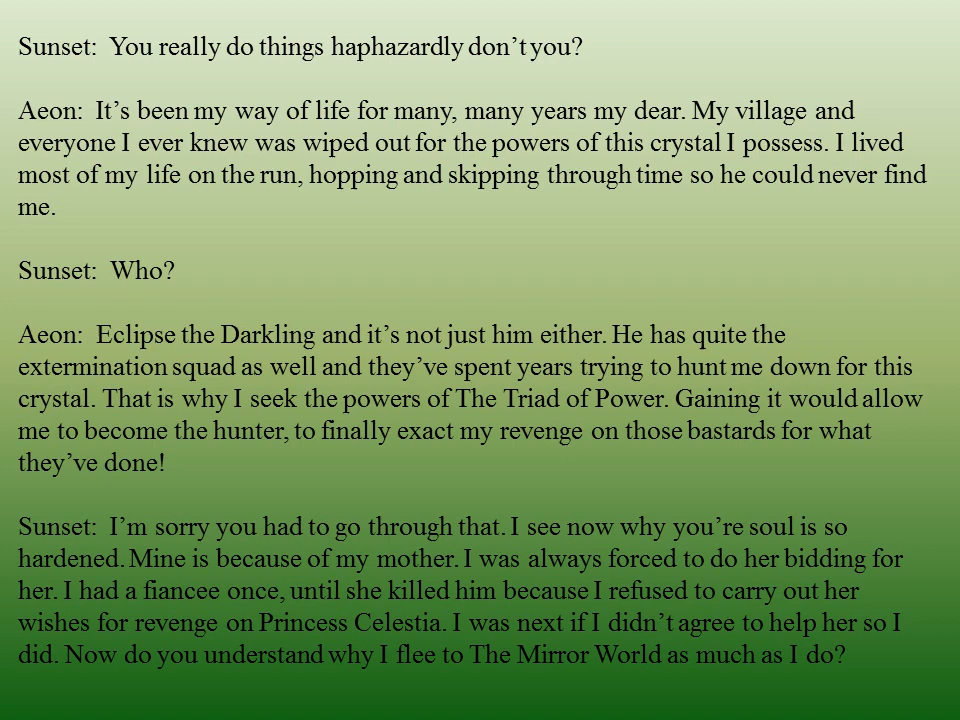 Sunset:  You really do things haphazardly don’t you?
Aeon:  It’s been my way of life for many, many years my dear. My village and
everyone I ever knew was wiped out for the powers of this crystal I possess. I lived
most of my life on the run, hopping and skipping through time so he could never find
me.
Sunset:  Who?
Aeon:  Eclipse the Darkling and it’s not just him either. He has quite the
extermination squad as well and they’ve spent years trying to hunt me down for this
crystal. That is why I seek the powers of The Triad of Power. Gaining it would allow
me to become the hunter, to finally exact my revenge on those bastards for what
they’ve done!
Sunset:  I’m sorry you had to go through that. I see now why you’re soul is so
hardened. Mine is because of my mother. I was always forced to do her bidding for
her. I had a fiancee once, until she killed him because I refused to carry out her
wishes for revenge on Princess Celestia. I was next if I didn’t agree to help her so I
did. Now do you understand why I flee to The Mirror World as much as I do?